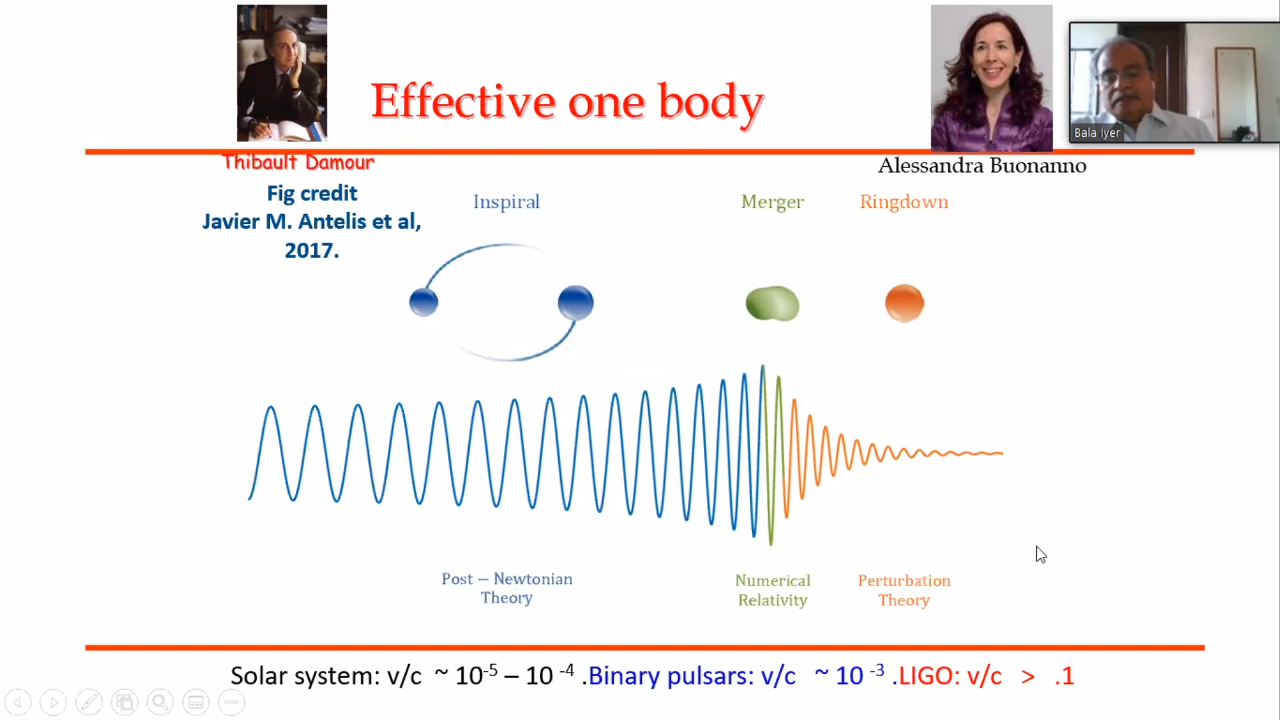 Effective one body
Bala Iyer
Thibault Damour
Alessandra Buonanno
Fig credit
Javier M. Antelis et al,
2017.
Inspiral
Merger
Ringdown
Post – Newtonian
Theory
Numerical
Relativity
Perturbation
Theory
Solar system: v/c ~ 10-5 – 10 -4 .Binary pulsars: v/c ~ 10 -3 .LIGO: v/c > .1